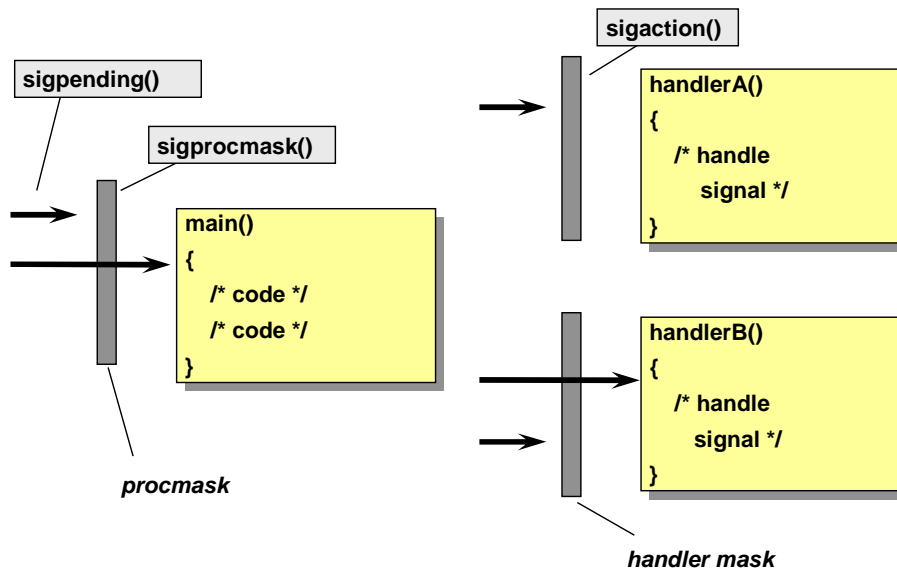 sigpending()
sigprocmask()
main()
{
/* code */
/* code */
}
procmask
sigaction()
handlerA()
{
/* handle
signal */
}
handlerB()
{
/* handle
signal */
}
handler mask